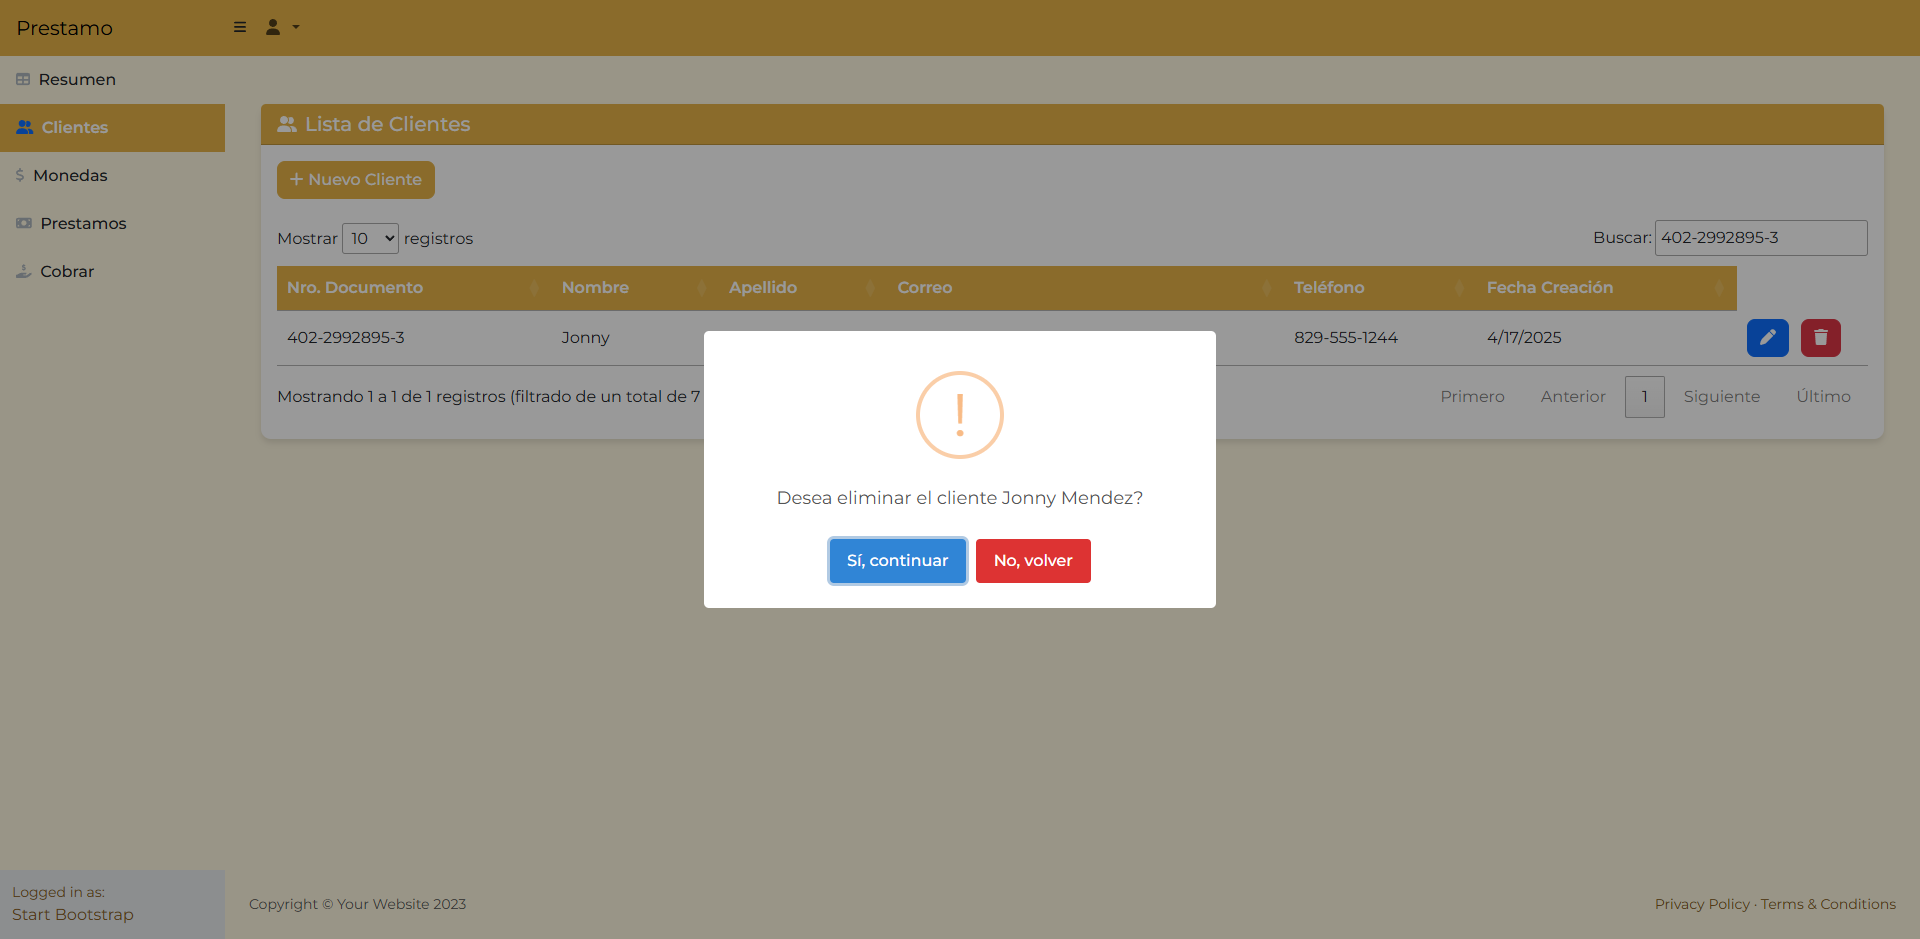 Prestamo
Resumen
Clientes
Monedas
Prestamos
Cobrar
Lista de Clientes
Nuevo Cliente
Mostrar 10 registros
Buscar: 402-2992895-3
Nro. Documento Nombre Apellido Correo Teléfono Fecha Creación
402-2992895-3 Jonny 829-555-1244 4/17/2025
Mostrando 1 a 1 de 1 registros (filtrado de un total de 7
Primero Anterior 1 Siguiente Último
Desea eliminar el cliente Jonny Mendez?
Sí, continuar No, volver
Logged in as:
Start Bootstrap
Copyright © Your Website 2023
Privacy Policy · Terms & Conditions